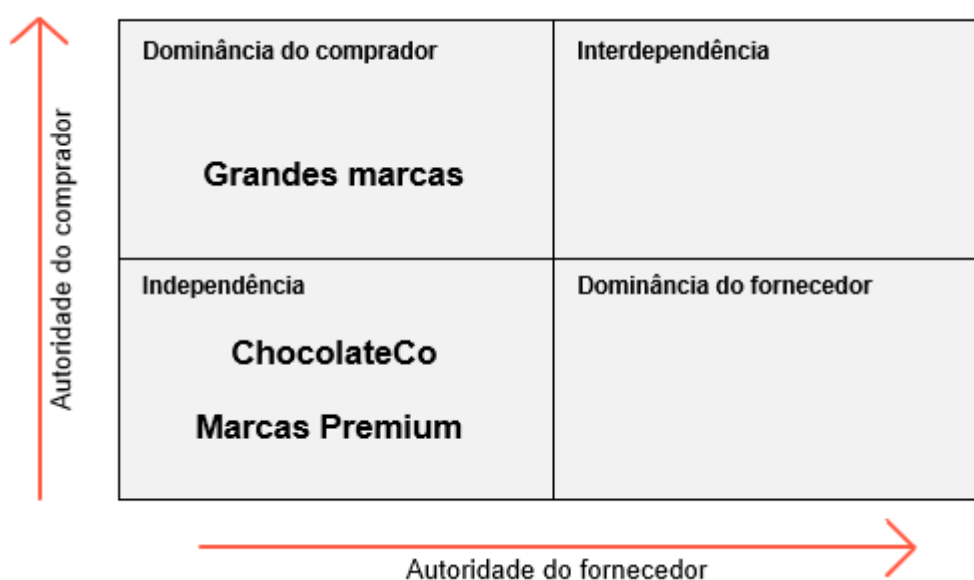 Autoridade do comprador
Dominância do comprador
Interdependência
Grandes marcas
Independência
Dominância do fornecedor
ChocolateCo
Marcas Premium
Autoridade do fornecedor